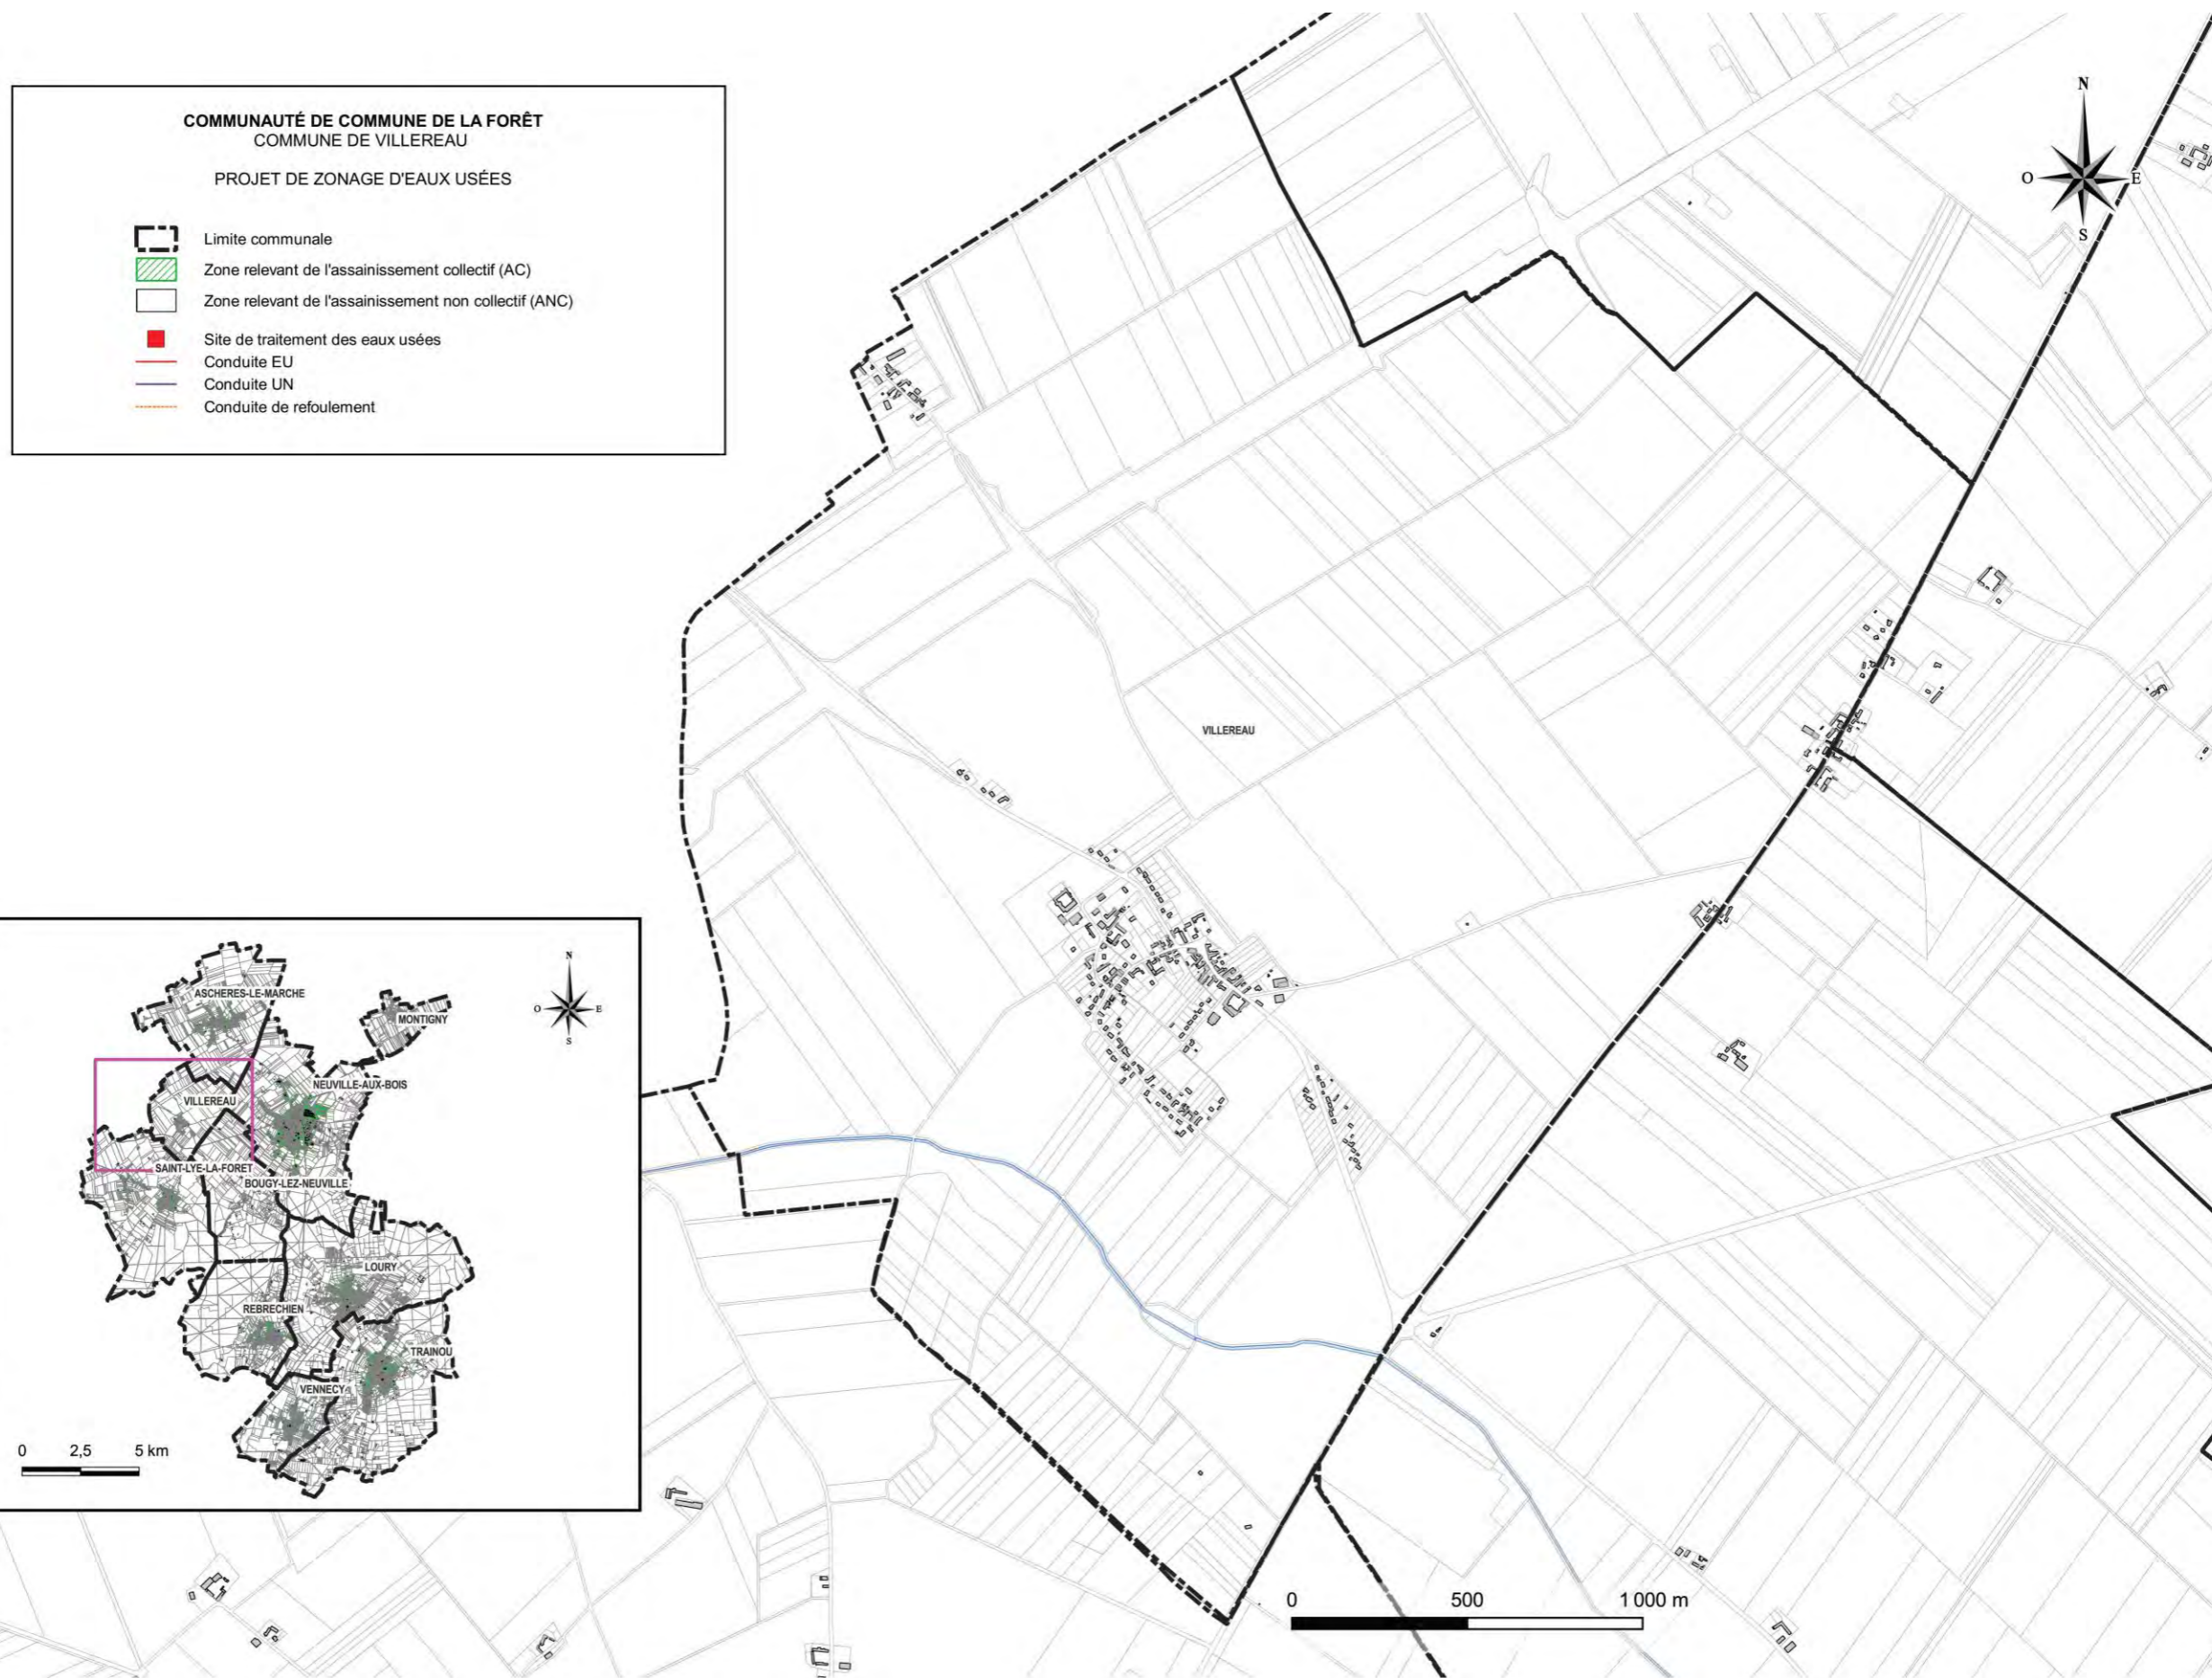 COMMUNAUTÉ DE COMMUNE DE LA FORÊT
COMMUNE DE VILLEREAU
PROJET DE ZONAGE D'EAUX USÉES
Limite communale
Zone relevant de l'assainissement collectif (AC)
Zone relevant de l'assainissement non collectif (ANC)
Site de traitement des eaux usées
Conduite EU
Conduite UN
Conduite de refoulement
N
O
E
S
VILLEREAU
N
O
E
S
ASCHERES-LE-MARCHE
MONTIGNY
NEUVILLE-AUX-BOIS
VILLEREAU
SAINT-LYE-LA-FORET
BOUGY-LEZ-NEUVILLE
LOURY
REBRECHIEN
TRAINOU
VENNECY
0 2,5 5 km
0 500 1 000 m